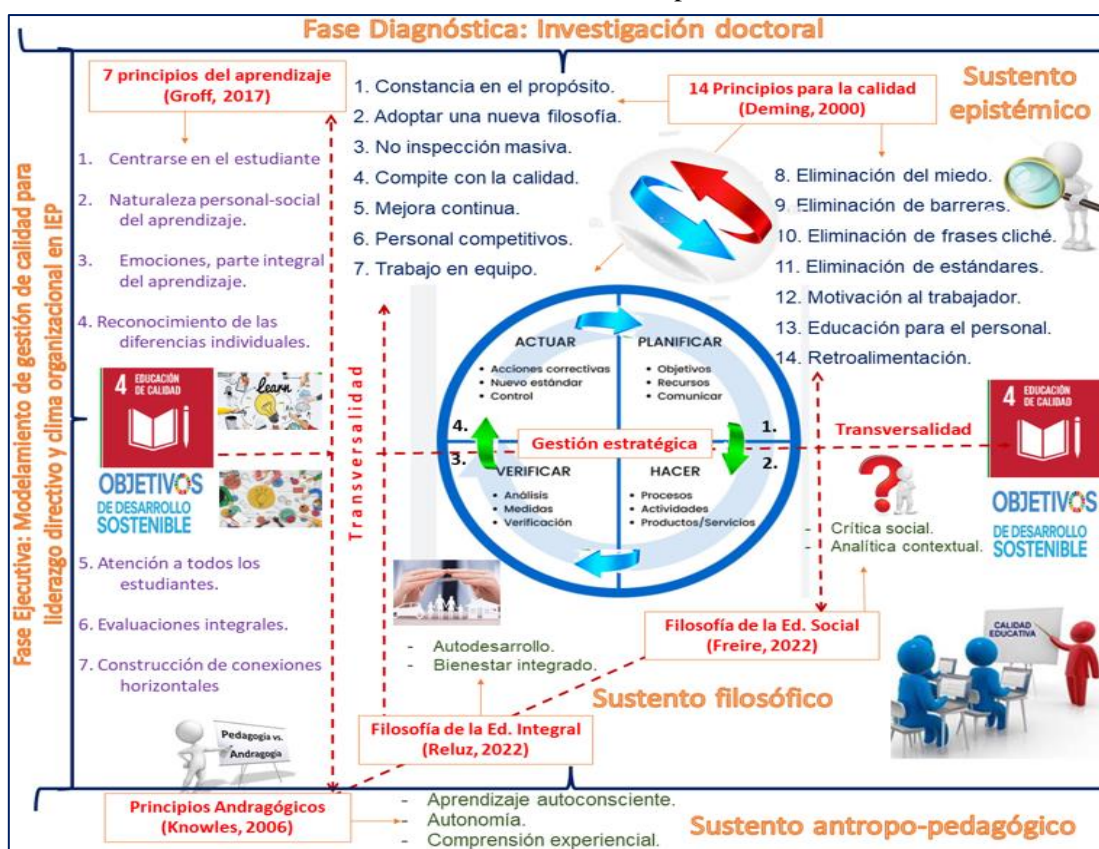 Fase Diagnóstica: Investigación doctoral
Fase Ejecutiva: Modelamiento de gestión de calidad para
liderazgo directivo y clima organizacional en IEP
7 principios del aprendizaje
(Groff, 2017)
1. Centrarse en el estudiante
2. Naturaleza personal-social
del aprendizaje.
3. Emociones, parte integral
del aprendizaje.
4. Reconocimiento de las
diferencias individuales.
4 EDUCACIÓN
DE CALIDAD
OBJETIVOS
DE DESARROLLO
SOSTENIBLE
Learn
5. Atención a todos los
estudiantes.
6. Evaluaciones integrales.
7. Construcción de conexiones
horizontales
Pedagogía vs.
Andragogía
1. Constancia en el propósito.
2. Adoptar una nueva filosofía.
3. No inspección masiva.
4. Compite con la calidad.
5. Mejora continua.
6. Personal competitivos.
7. Trabajo en equipo.
14 Principios para la calidad
(Deming, 2000)
Sustento
epistémico
8. Eliminación del miedo.
9. Eliminación de barreras.
10. Eliminación de frases cliché.
11. Eliminación de estándares.
12. Motivación al trabajador.
13. Educación para el personal.
14. Retroalimentación.
Transversalidad
ACTUAR
• Acciones correctivas
• Nuevo estándar
• Control
PLANIFICAR
• Objetivos
• Recursos
• Comunicar
4.
1.
Gestión estratégica
3.
2.
VERIFICAR
• Análisis
• Medidas
• Verificación
HACER
• Procesos
• Actividades
• Productos/Servicios
Transversalidad
4 EDUCACIÓN
DE CALIDAD
OBJETIVOS
DE DESARROLLO
SOSTENIBLE
- Crítica social.
- Analítica contextual.
- Autodesarrollo.
- Bienestar integrado.
Filosofía de la Ed. Social
(Freire, 2022)
CALIDAD
EDUCATIVA
Sustento filosófico
Filosofía de la Ed. Integral
(Reluz, 2022)
Principios Andragógicos
(Knowles, 2006)
- Aprendizaje autoconsciente.
- Autonomía.
- Comprensión experiencial.
Sustento antropo-pedagógico